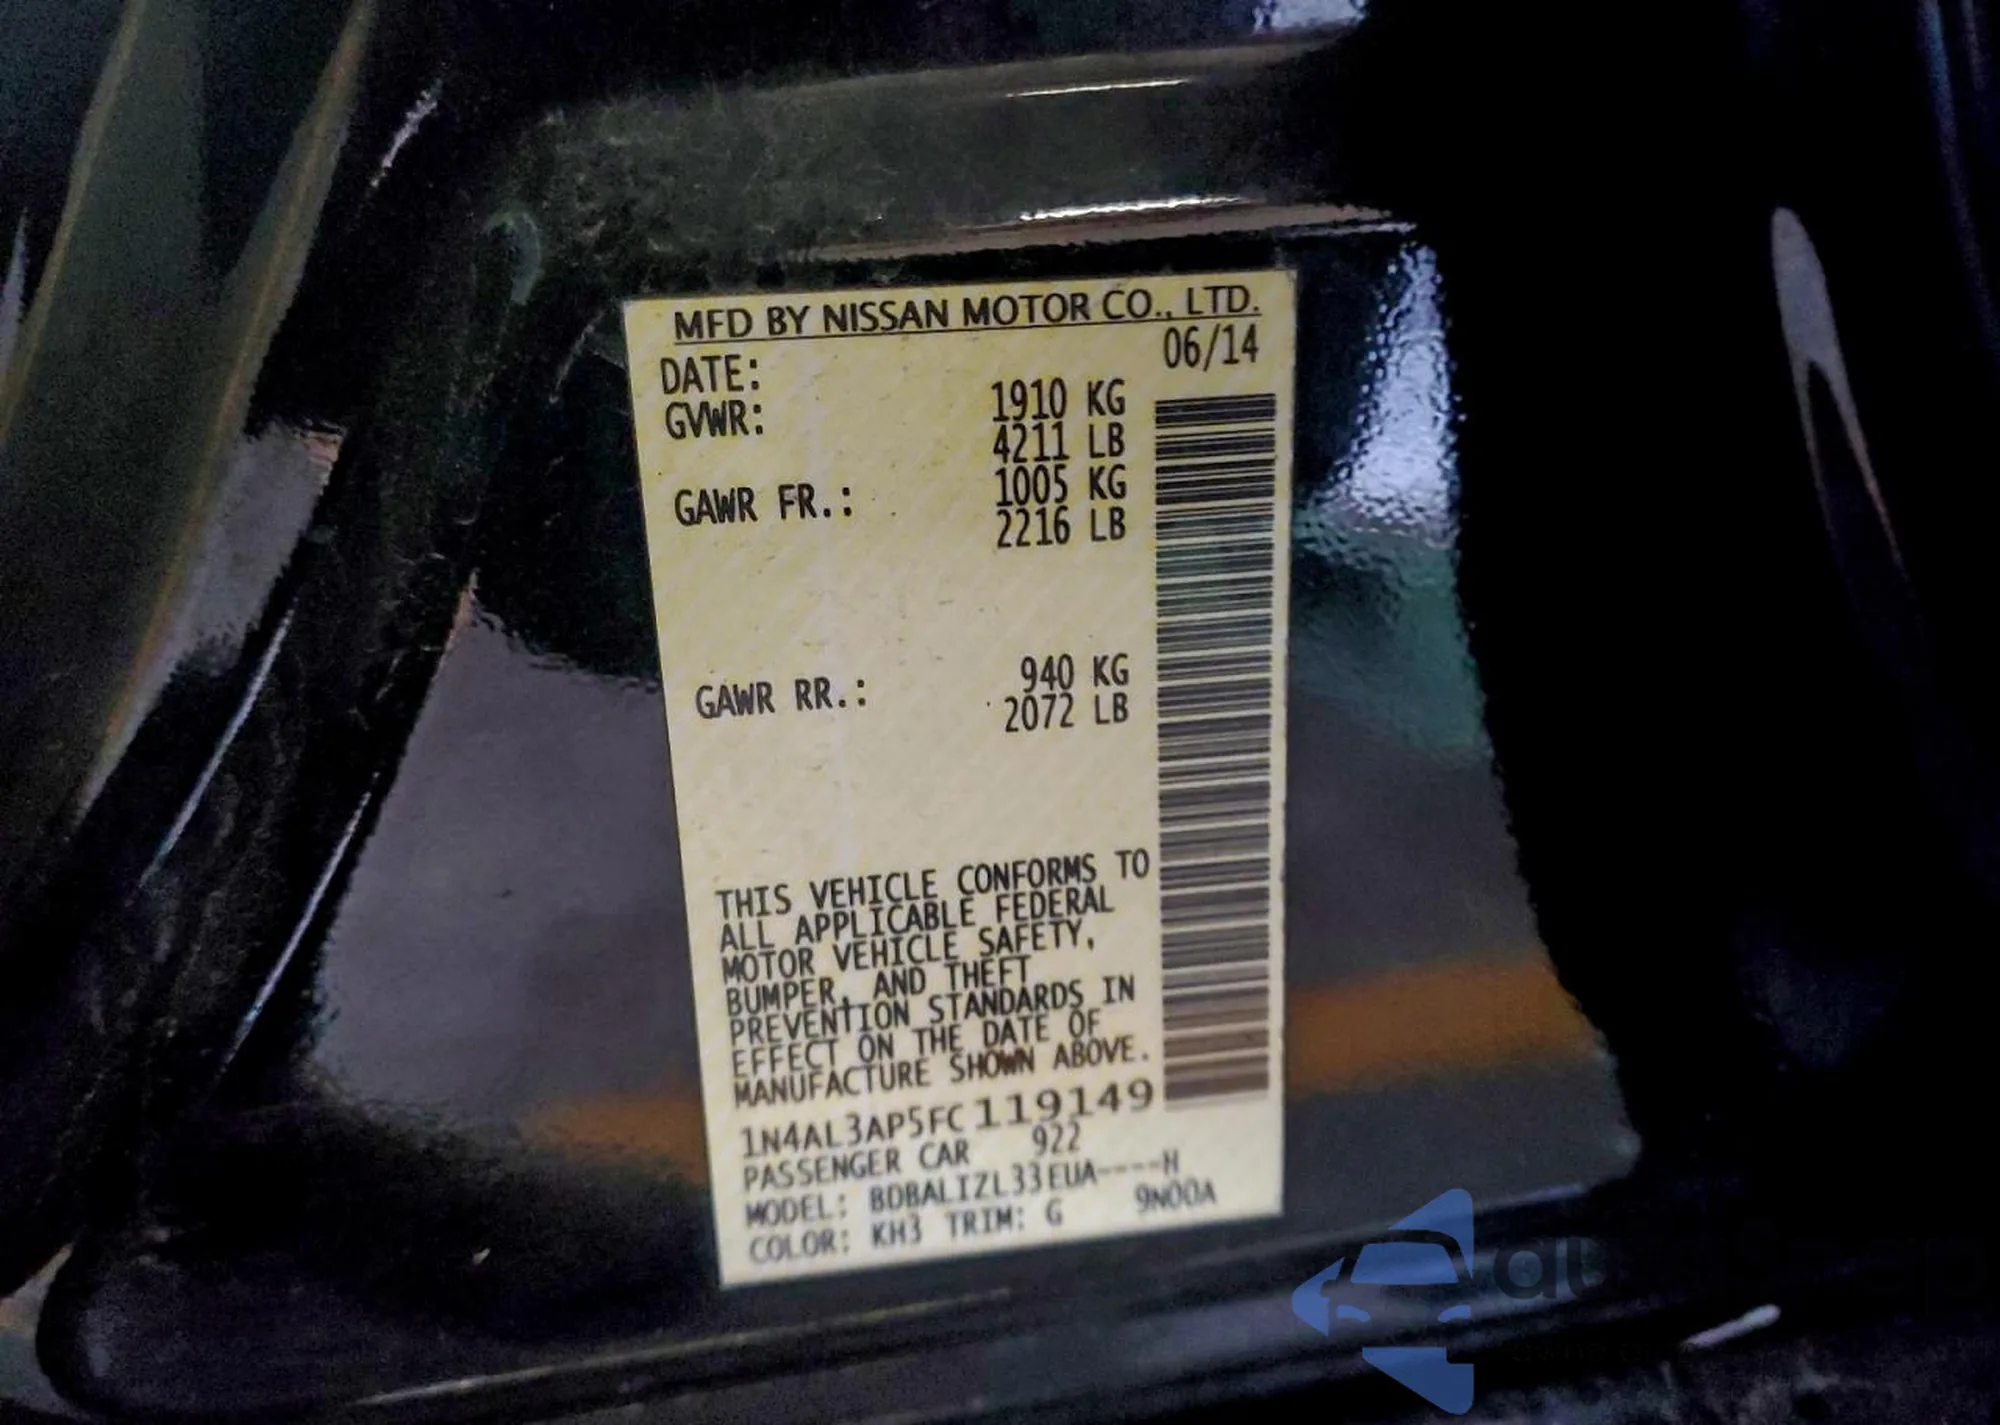 MFD BY NISSAN MOTOR CO., LTD.
DATE: 06/14
GVWR: 1910 KG
4211 LB
GAWR FR.: 1005 KG
2216 LB
GAWR RR.: 940 KG
2072 LB
THIS VEHICLE CONFORMS TO
ALL APPLICABLE FEDERAL
MOTOR VEHICLE SAFETY,
BUMPER, AND THEFT
PREVENTION STANDARDS IN
EFFECT ON THE DATE OF
MANUFACTURE SHOWN ABOVE.
1N4AL3AP5FC119149
PASSENGER CAR 922
MODEL: BDBALIZL33EUA----H
COLOR: KH3 TRIM: G 9N00A